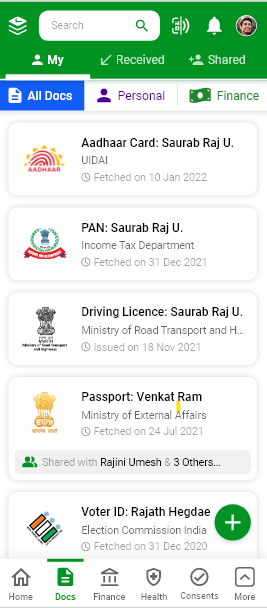 Search
My
Received
Shared
All Docs
Personal
Finance
Aadhaar Card: Saurab Raj U.
UIDAI
Fetched on 10 Jan 2022
AADHAAR
PAN: Saurab Raj U.
Income Tax Department
Fetched on 31 Dec 2021
Driving Licence: Saurab Raj U.
Ministry of Road Transport and H...
Issued on 18 Nov 2021
MoRTH
Ministry of Road Transport
and Highways
Passport: Venkat Ram
Ministry of External Affairs
Fetched on 24 Jul 2021
Shared with Rajini Umesh & 3 Others...
Voter ID: Rajath Hegdae
Election Commission India
Fetched on 31 Dec 2020
Home
Docs
Finance
Health
Consents
More